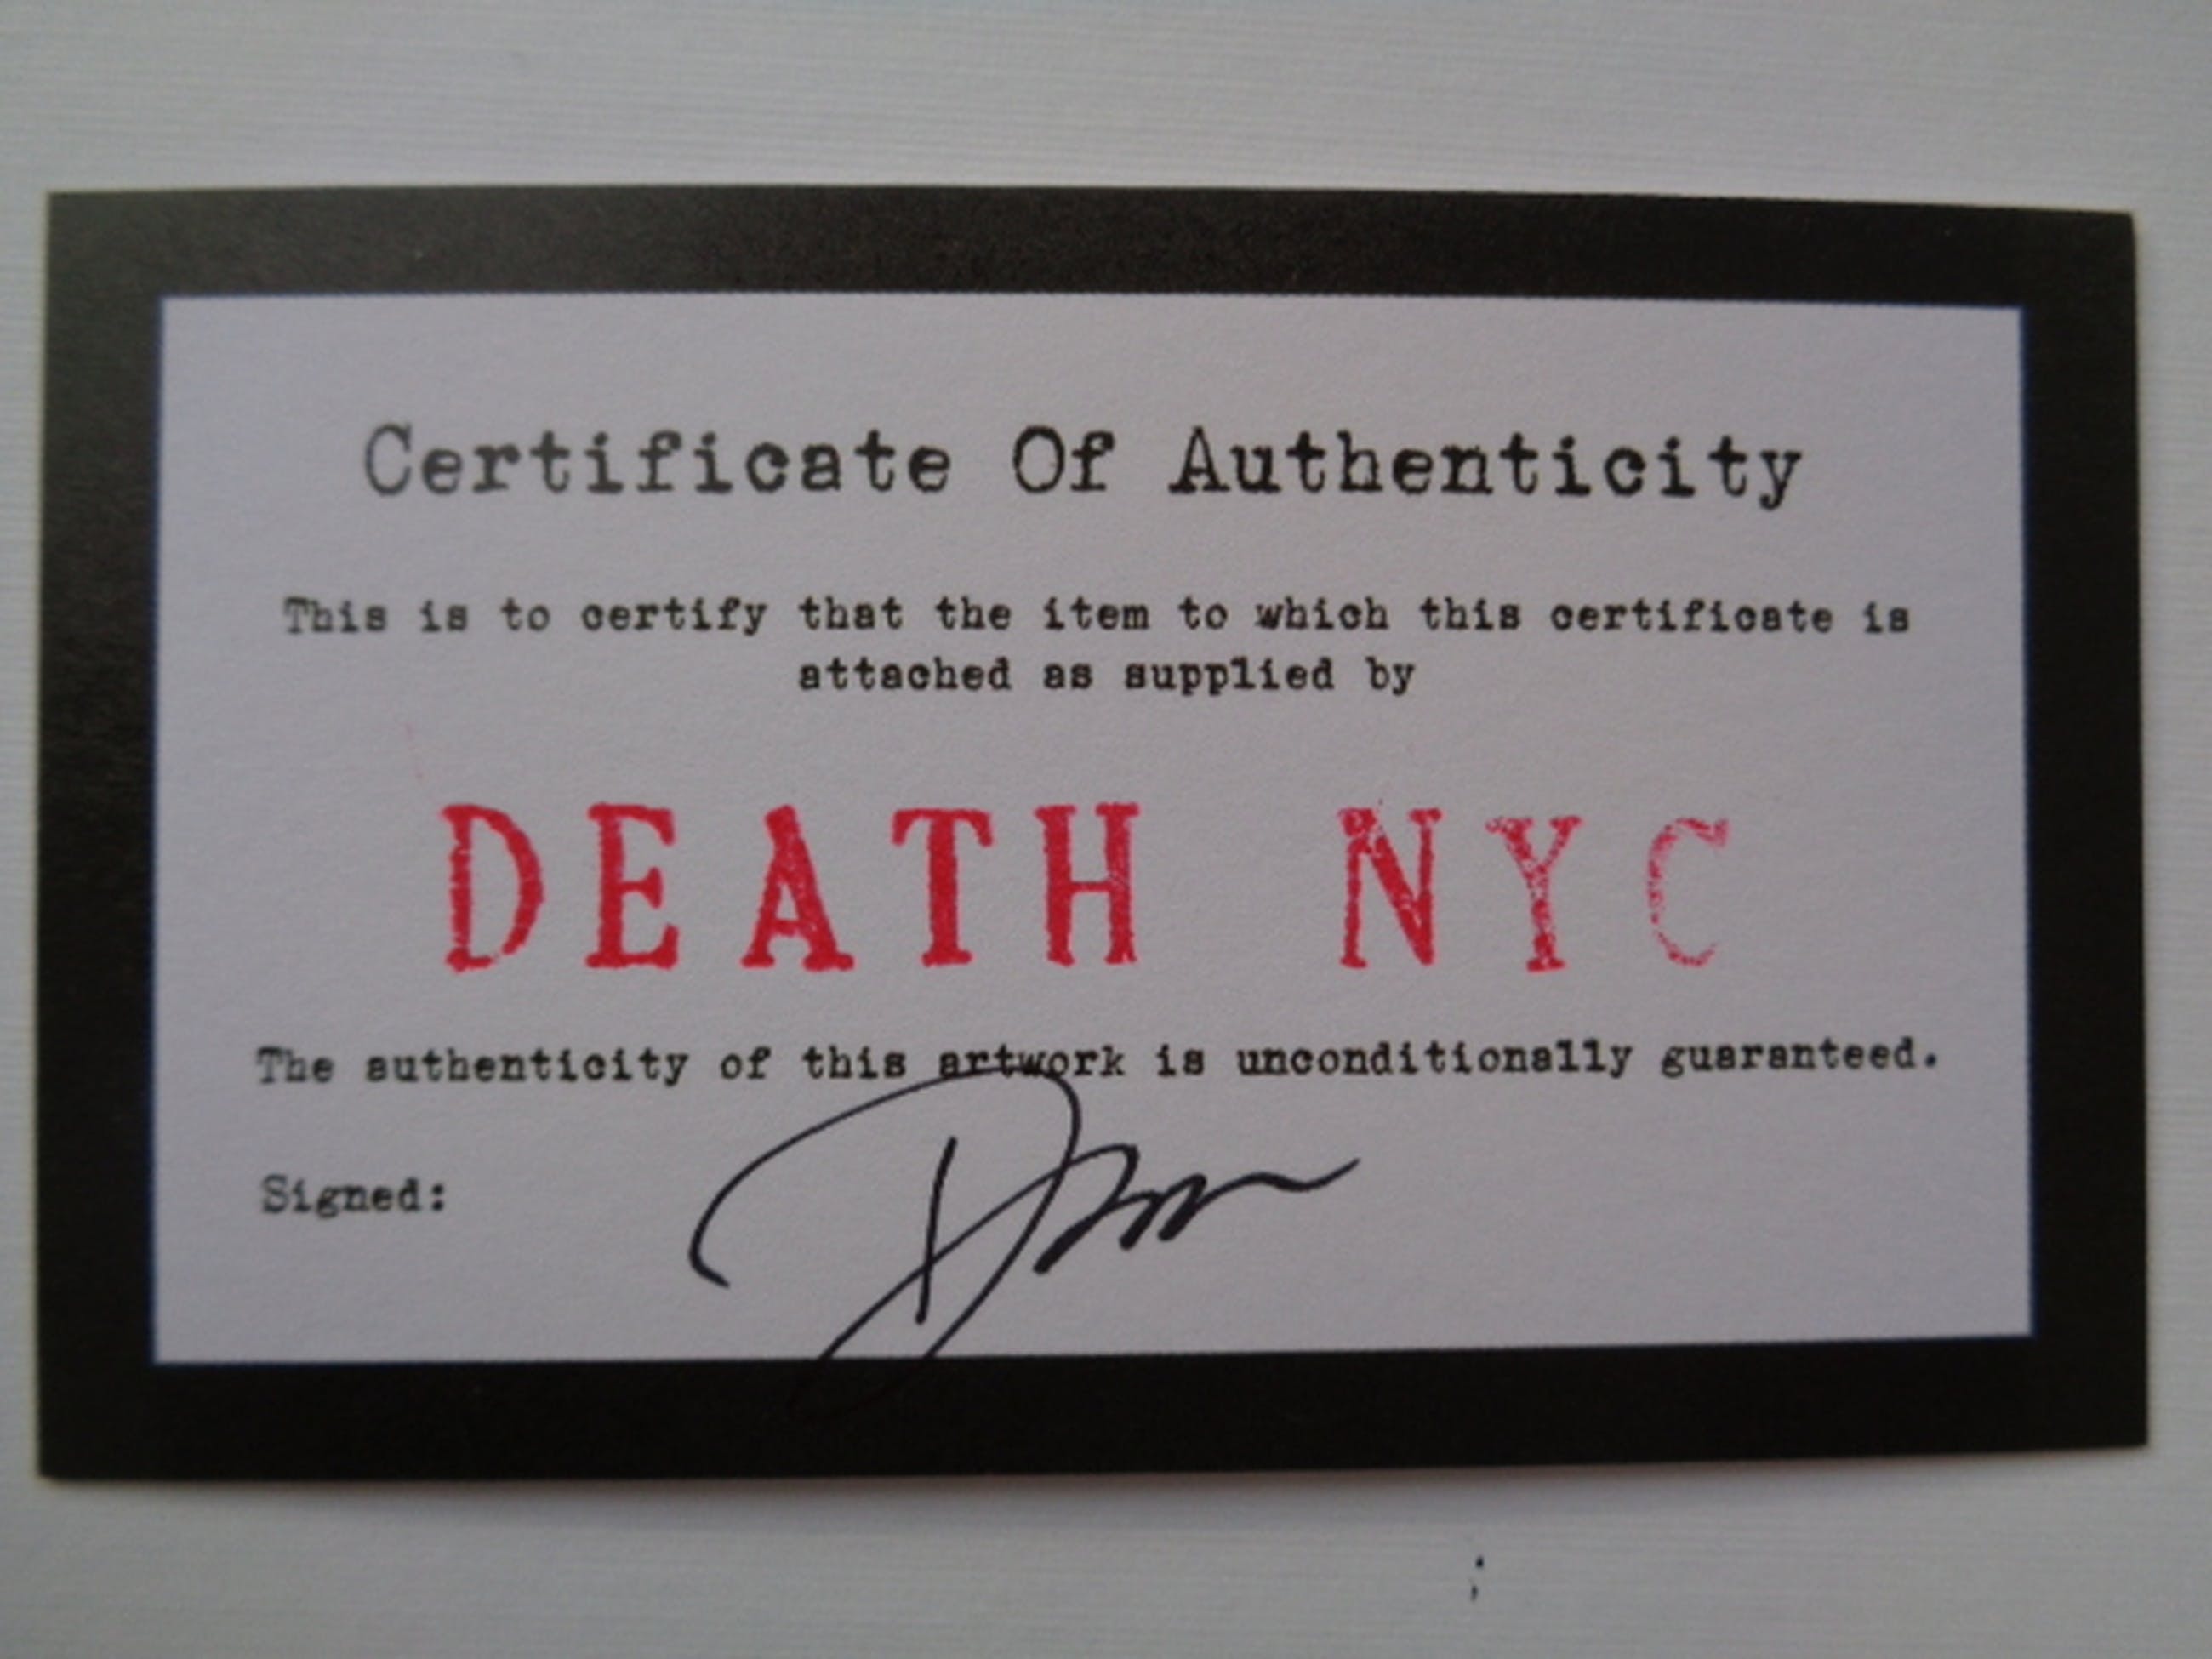 Certificate Of Authenticity
This is to certify that the item to which this certificate is
attached as supplied by
DEATH NYC
The authenticity of this artwork is unconditionally guaranteed.
Signed: